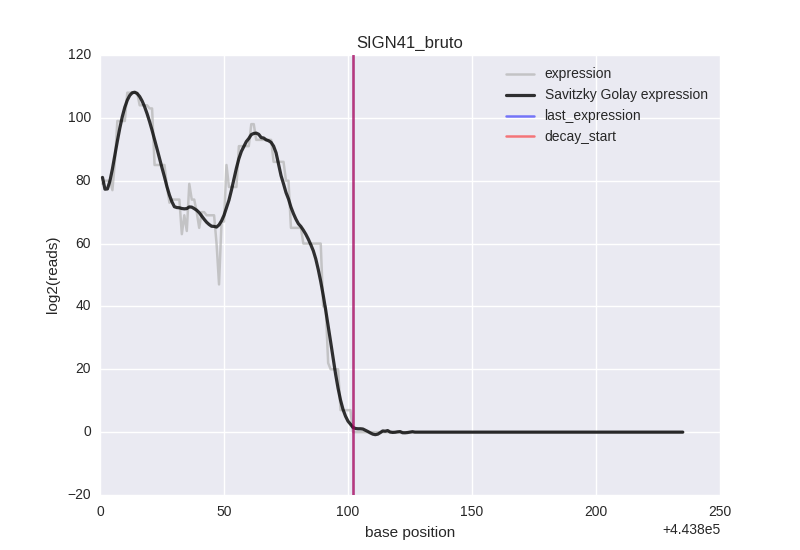 SIGN41_bruto
120
100
80
60
40
20
0
−20
log2(reads)
expression
Savitzky Golay expression
last_expression
decay_start
0 50 100 150 200 250
base position
+4.438e5